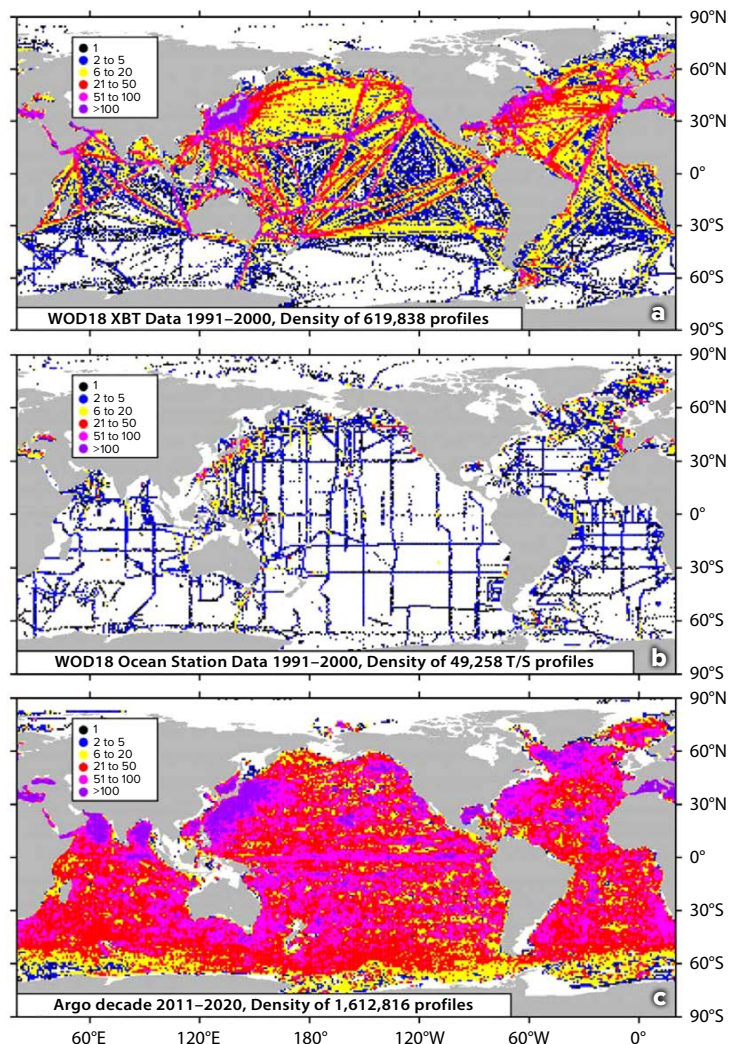 90°N
1
2 to 5
6 to 20
21 to 50
51 to 100
>100
60°N
30°N
0°
30°S
60°S
WOD18 XBT Data 1991–2000, Density of 619,838 profiles
a
90°S
90°N
1
2 to 5
6 to 20
21 to 50
51 to 100
>100
60°N
30°N
0°
30°S
60°S
WOD18 Ocean Station Data 1991–2000, Density of 49,258 T/S profiles
b
90°S
90°N
1
2 to 5
6 to 20
21 to 50
51 to 100
>100
60°N
30°N
0°
30°S
60°S
Argo decade 2011–2020, Density of 1,612,816 profiles
c
90°S
60°E 120°E 180° 120°W 60°W 0°